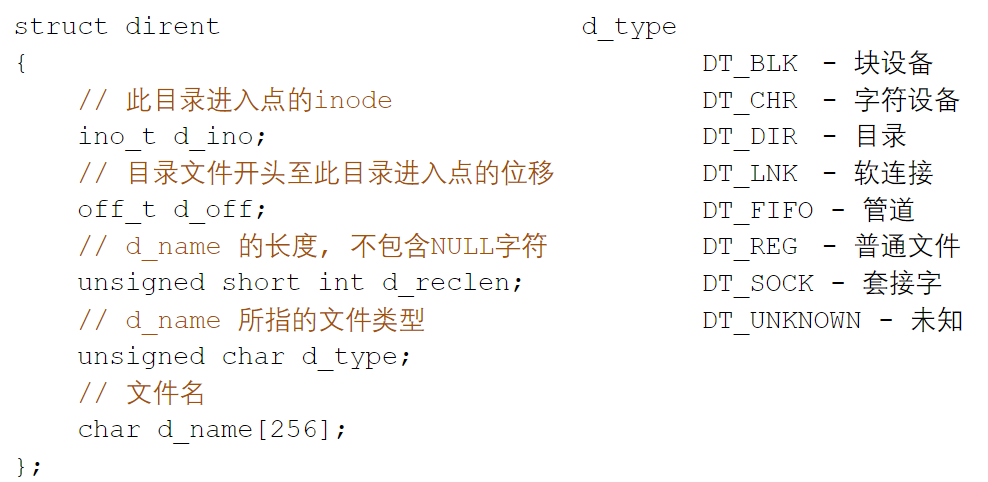 struct dirent
{
// 此目录进入点的inode
ino_t d_ino;
// 目录文件开头至此目录进入点的位移
off_t d_off;
// d_name 的长度, 不包含NULL字符
unsigned short int d_reclen;
// d_name 所指的文件类型
unsigned char d_type;
// 文件名
char d_name[256];
};
d_type
DT_BLK - 块设备
DT_CHR - 字符设备
DT_DIR - 目录
DT_LNK - 软连接
DT_FIFO - 管道
DT_REG - 普通文件
DT_SOCK - 套接字
DT_UNKNOWN - 未知